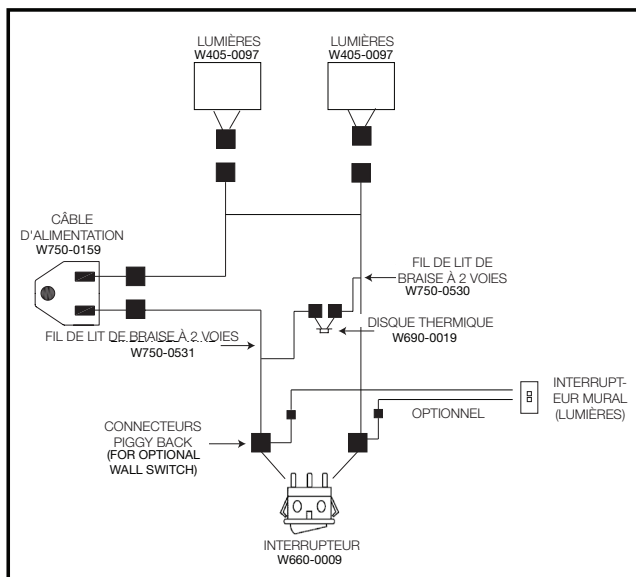 LUMIÈRES
W405-0097
LUMIÈRES
W405-0097
CÂBLE
D'ALIMENTATION
W750-0159
FIL DE LIT DE
BRAISE À 2 VOIES
W750-0530
DISQUE THERMIQUE
W690-0019
FIL DE LIT DE BRAISE À 2 VOIES
W750-0531
INTERRUPT-
EUR MURAL
(LUMIÈRES)
OPTIONNEL
CONNECTEURS
PIGGY BACK
(FOR OPTIONAL
WALL SWITCH)
INTERRUPTEUR
W660-0009